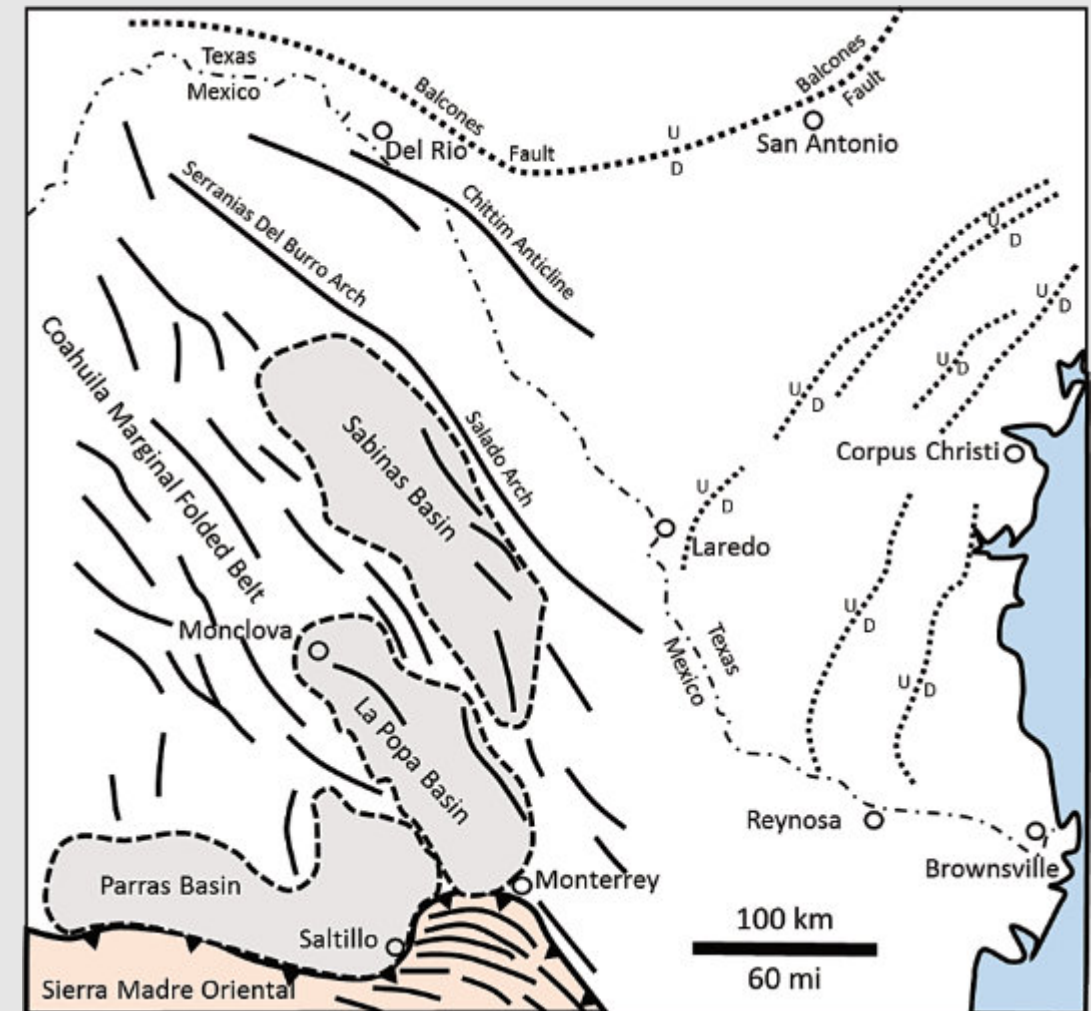 Texas
Mexico
Balcones
Fault
Balcones
Fault
U
D
Del Rio
San Antonio
Serranias Del Burro Arch
Chittim Anticline
U
D
U
D
U
D
U
D
Coahuila Marginal Folded Belt
Sabinas Basin
Salado Arch
Corpus Christi
U
D
Laredo
Monclova
U
D
Texas
Mexico
U
D
La Popa Basin
Reynosa
Brownsville
Parras Basin
Monterrey
Saltillo
100 km
60 mi
Sierra Madre Oriental